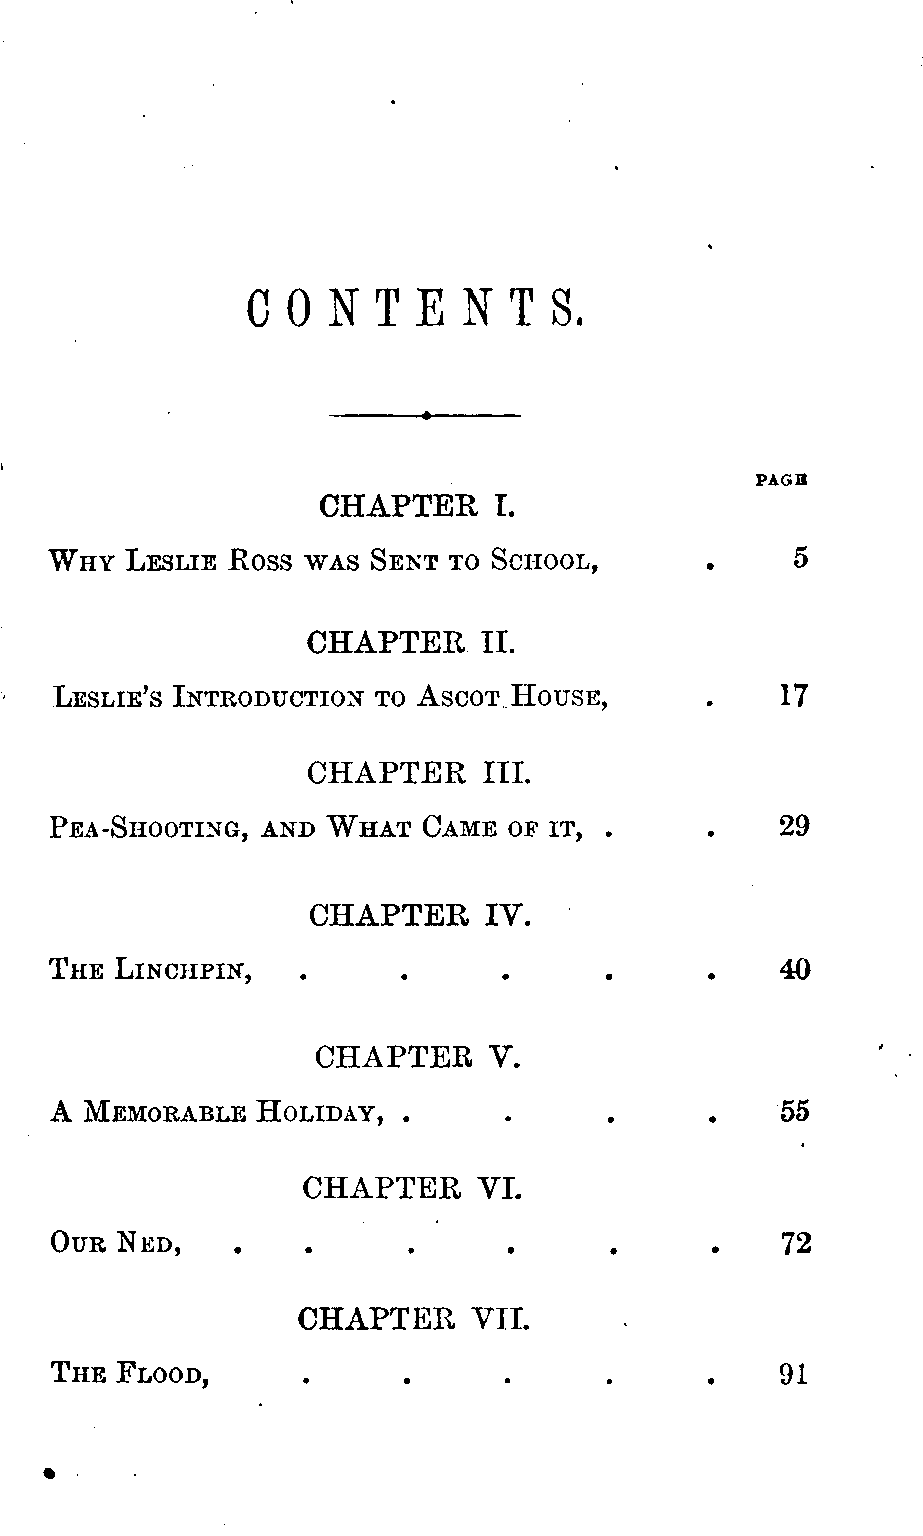 CONTENTS.
PAGE
CHAPTER I.
WHY LESLIE ROSS WAS SENT TO SCHOOL, . 5
CHAPTER II.
LESLIE'S INTRODUCTION TO ASCOT HOUSE, . 17
CHAPTER III.
PEA-SHOOTING, AND WHAT CAME OF IT, . . 29
CHAPTER IV.
THE LINCHPIN, . . . . . 40
CHAPTER V.
A MEMORABLE HOLIDAY, . . . . 55
CHAPTER VI.
OUR NED, . . . . . . 72
CHAPTER VII.
THE FLOOD, . . . . . 91